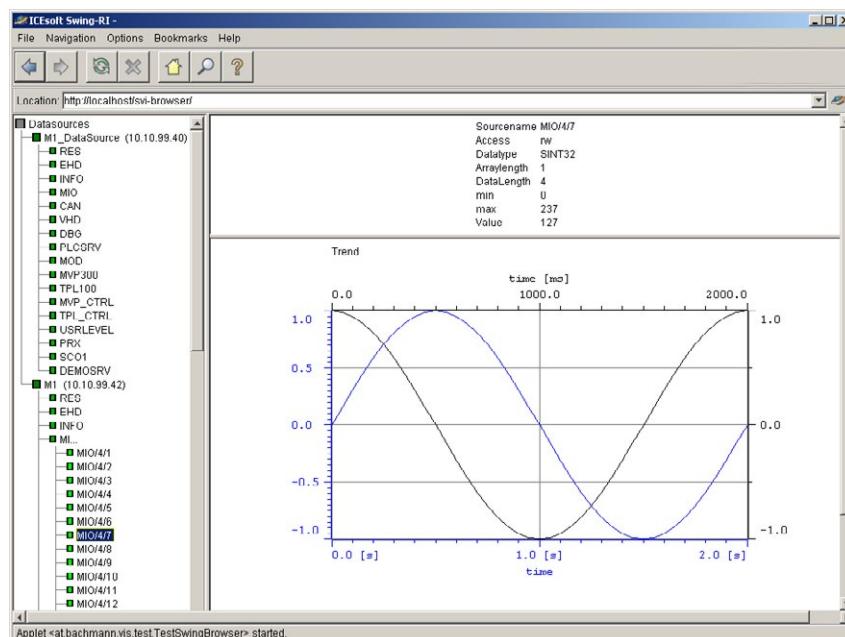 ICEsoft Swing-RI -
File Navigation Options Bookmarks Help
Location: http://localhost/svi-browser/
Datasources
M1_DataSource (10.10.99.40)
RES
EHD
INFO
MIO
CAN
VHD
DBG
PLCSRV
MOD
MVP300
TPL100
MVP_CTRL
TPL_CTRL
USRLEVEL
PRX
SCO1
DEMOSRV
M1 (10.10.99.42)
RES
EHD
INFO
MI...
MIO/4/1
MIO/4/2
MIO/4/3
MIO/4/4
MIO/4/5
MIO/4/6
MIO/4/7
MIO/4/8
MIO/4/9
MIO/4/10
MIO/4/11
MIO/4/12
Sourcename MIO/4/7
Access rw
Datatype SINT32
Arraylength 1
DataLength 4
min 0
max 237
Value 127
Trend
time [ms]
0.0 1000.0 2000.0
1.0 1.0
0.5
0.0 0.0
-0.5
-1.0 -1.0
0.0 [s] 1.0 [s] 2.0 [s]
time
Applet <at.bachmann.vis.test.TestSwingBrowser> started.